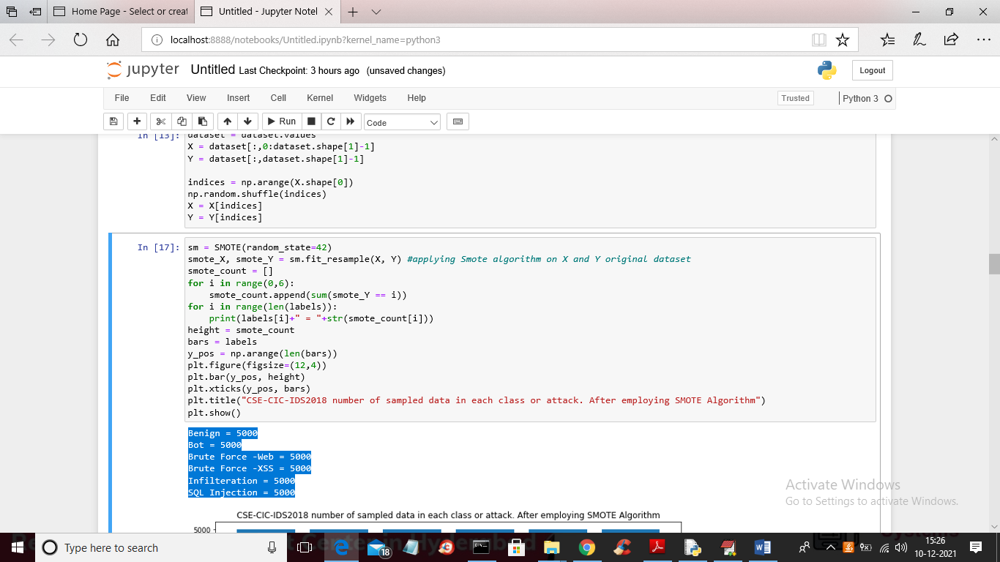 Home Page - Select or creat
Untitled - Jupyter Notel
localhost:8888/notebooks/Untitled.ipynb?kernel_name=python3
jupyter Untitled Last Checkpoint: 3 hours ago (unsaved changes)
Logout
File Edit View Insert Cell Kernel Widgets Help
Trusted
Python 3
Run
Code
In [13]: dataset = dataset.values
X = dataset[:,0:dataset.shape[1]-1]
Y = dataset[:,dataset.shape[1]-1]
indices = np.arange(X.shape[0])
np.random.shuffle(indices)
X = X[indices]
Y = Y[indices]
In [17]: sm = SMOTE(random_state=42)
smote_X, smote_Y = sm.fit_resample(X, Y) #applying Smote algorithm on X and Y original dataset
smote_count = []
for i in range(0,6):
    smote_count.append(sum(smote_Y == i))
for i in range(len(labels)):
    print(labels[i]+" = "+str(smote_count[i]))
height = smote_count
bars = labels
y_pos = np.arange(len(bars))
plt.figure(figsize=(12,4))
plt.bar(y_pos, height)
plt.xticks(y_pos, bars)
plt.title("CSE-CIC-IDS2018 number of sampled data in each class or attack. After employing SMOTE Algorithm")
plt.show()
Benign = 5000
Bot = 5000
Brute Force -Web = 5000
Brute Force -XSS = 5000
Infilteration = 5000
SQL Injection = 5000
Activate Windows
Go to Settings to activate Windows.
CSE-CIC-IDS2018 number of sampled data in each class or attack. After employing SMOTE Algorithm
5000
Type here to search
18
15:26
10-12-2021